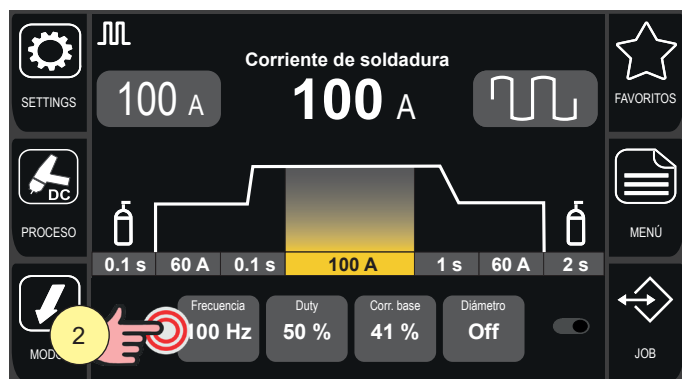 SETTINGS
DC
PROCESO
MODO
Corriente de soldadura
100 A
100 A
0.1 s
60 A
0.1 s
100 A
1 s
60 A
2 s
2
Frecuencia
100 Hz
Duty
50 %
Corr. base
41 %
Diámetro
Off
FAVORITOS
MENÚ
JOB